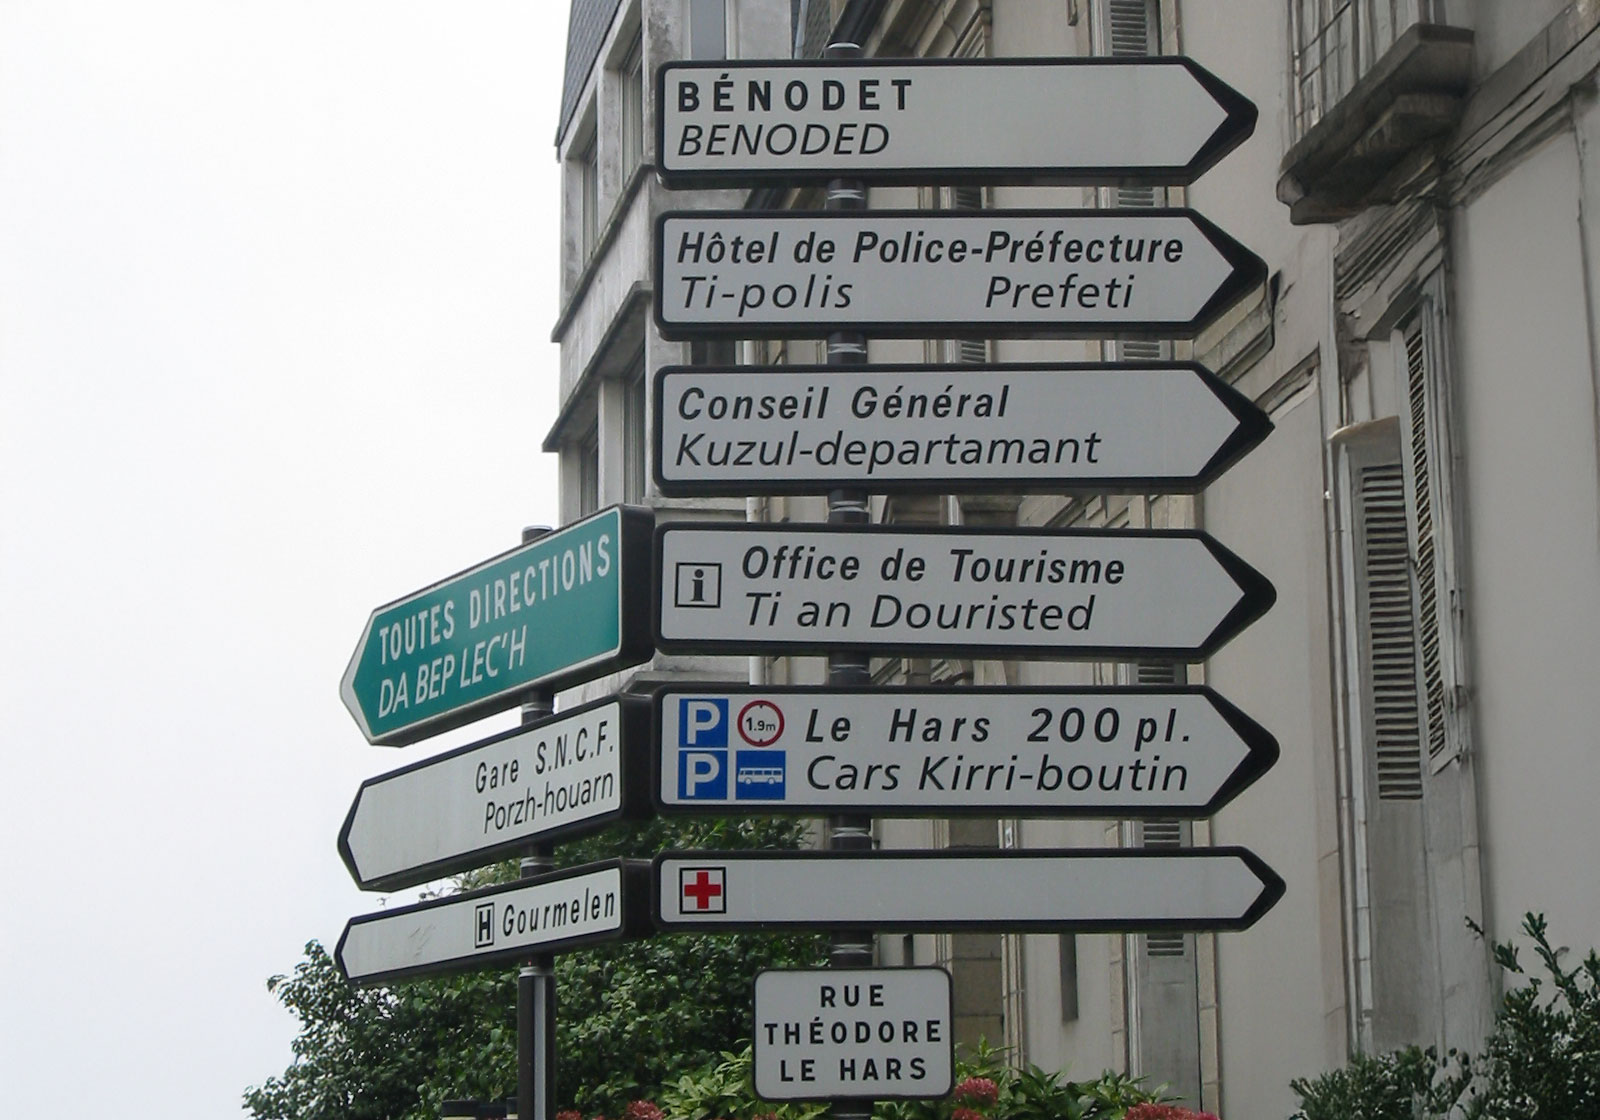 BÉNODET
BENODED
Hôtel de Police-Préfecture
Ti-polis Prefeti
Conseil Général
Kuzul-departamant
i Office de Tourisme
Ti an Douristed
P 1.9m Le Hars 200 pl.
P Cars Kirri-boutin
RUE
THÉODORE
LE HARS
TOUTES DIRECTIONS
DA BEP LEC'H
Gare S.N.C.F.
Porzh-houarn
H Gourmelen